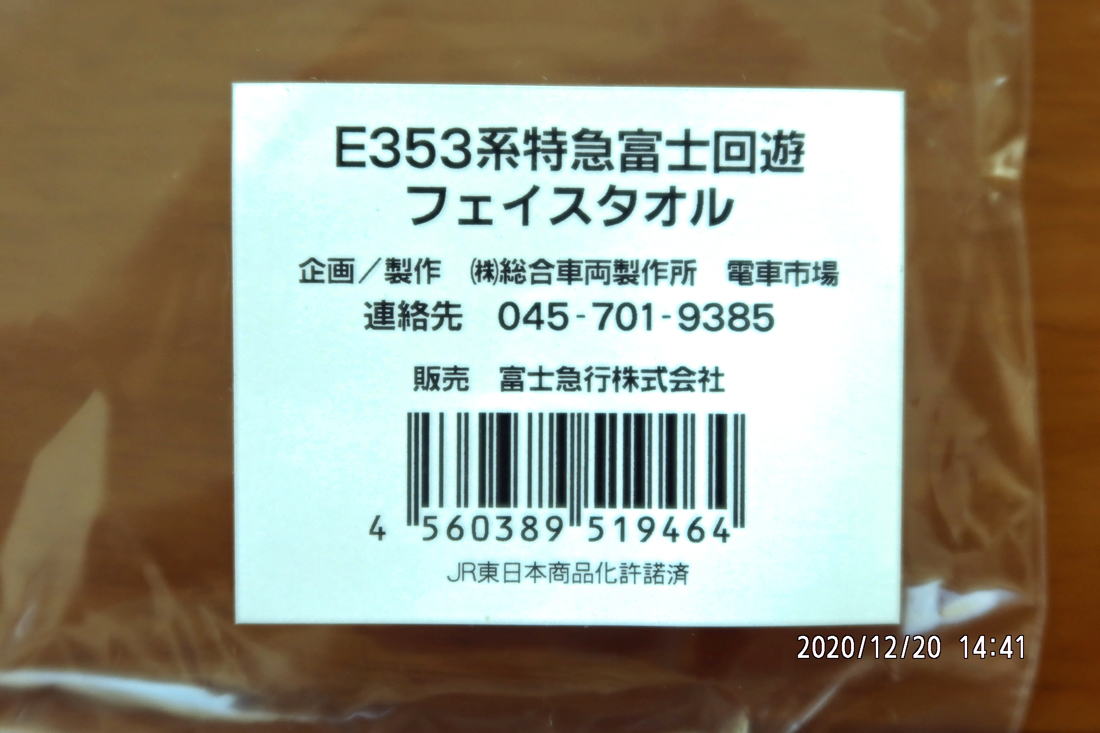 E353系特急富士回遊
フェイスタオル
企画／製作　㈱総合車両製作所　電車市場
連絡先　045-701-9385
販売　富士急行株式会社
4 560389 519464
JR東日本商品化許諾済
2020/12/20 14:41